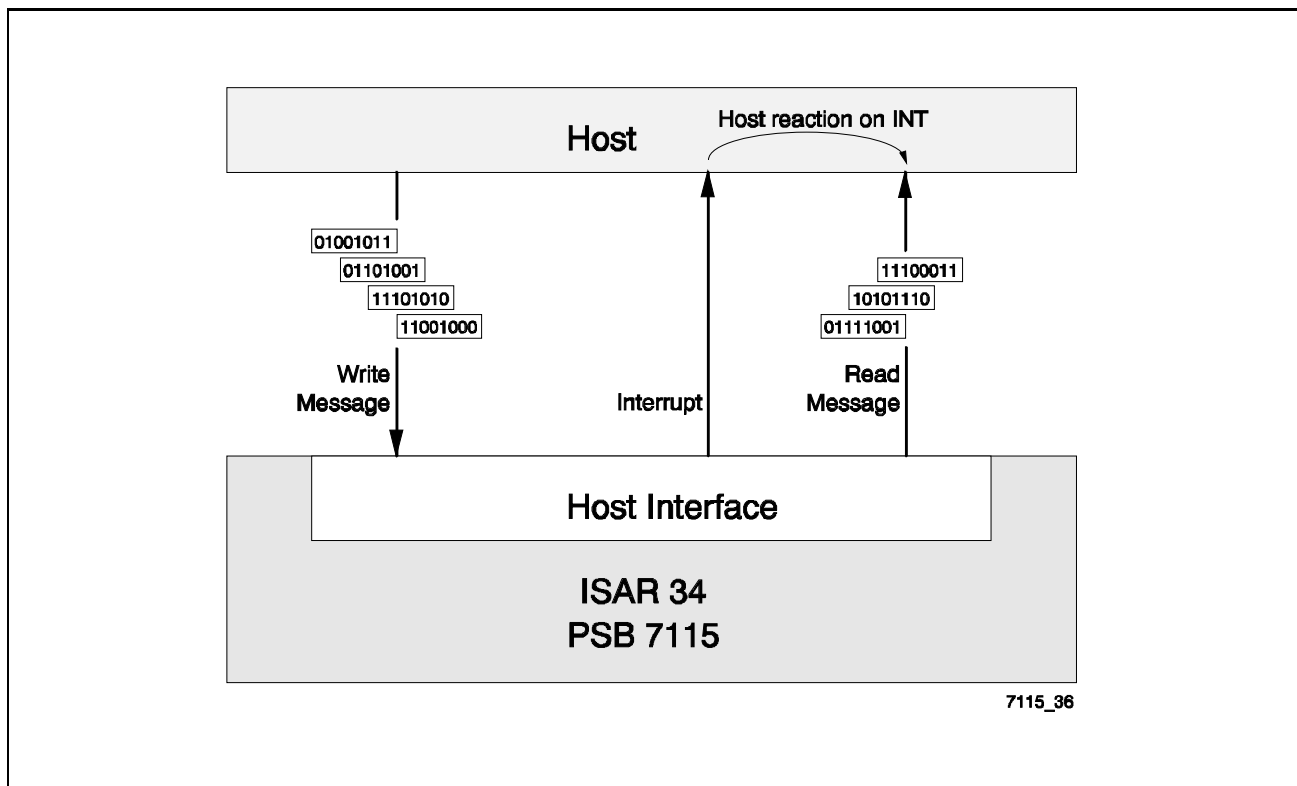 Host reaction on INT
Host
01001011
01101001
11101010
11001000
11100011
10101110
01111001
Write
Message
Interrupt
Read
Message
Host Interface
ISAR 34
PSB 7115
7115_36